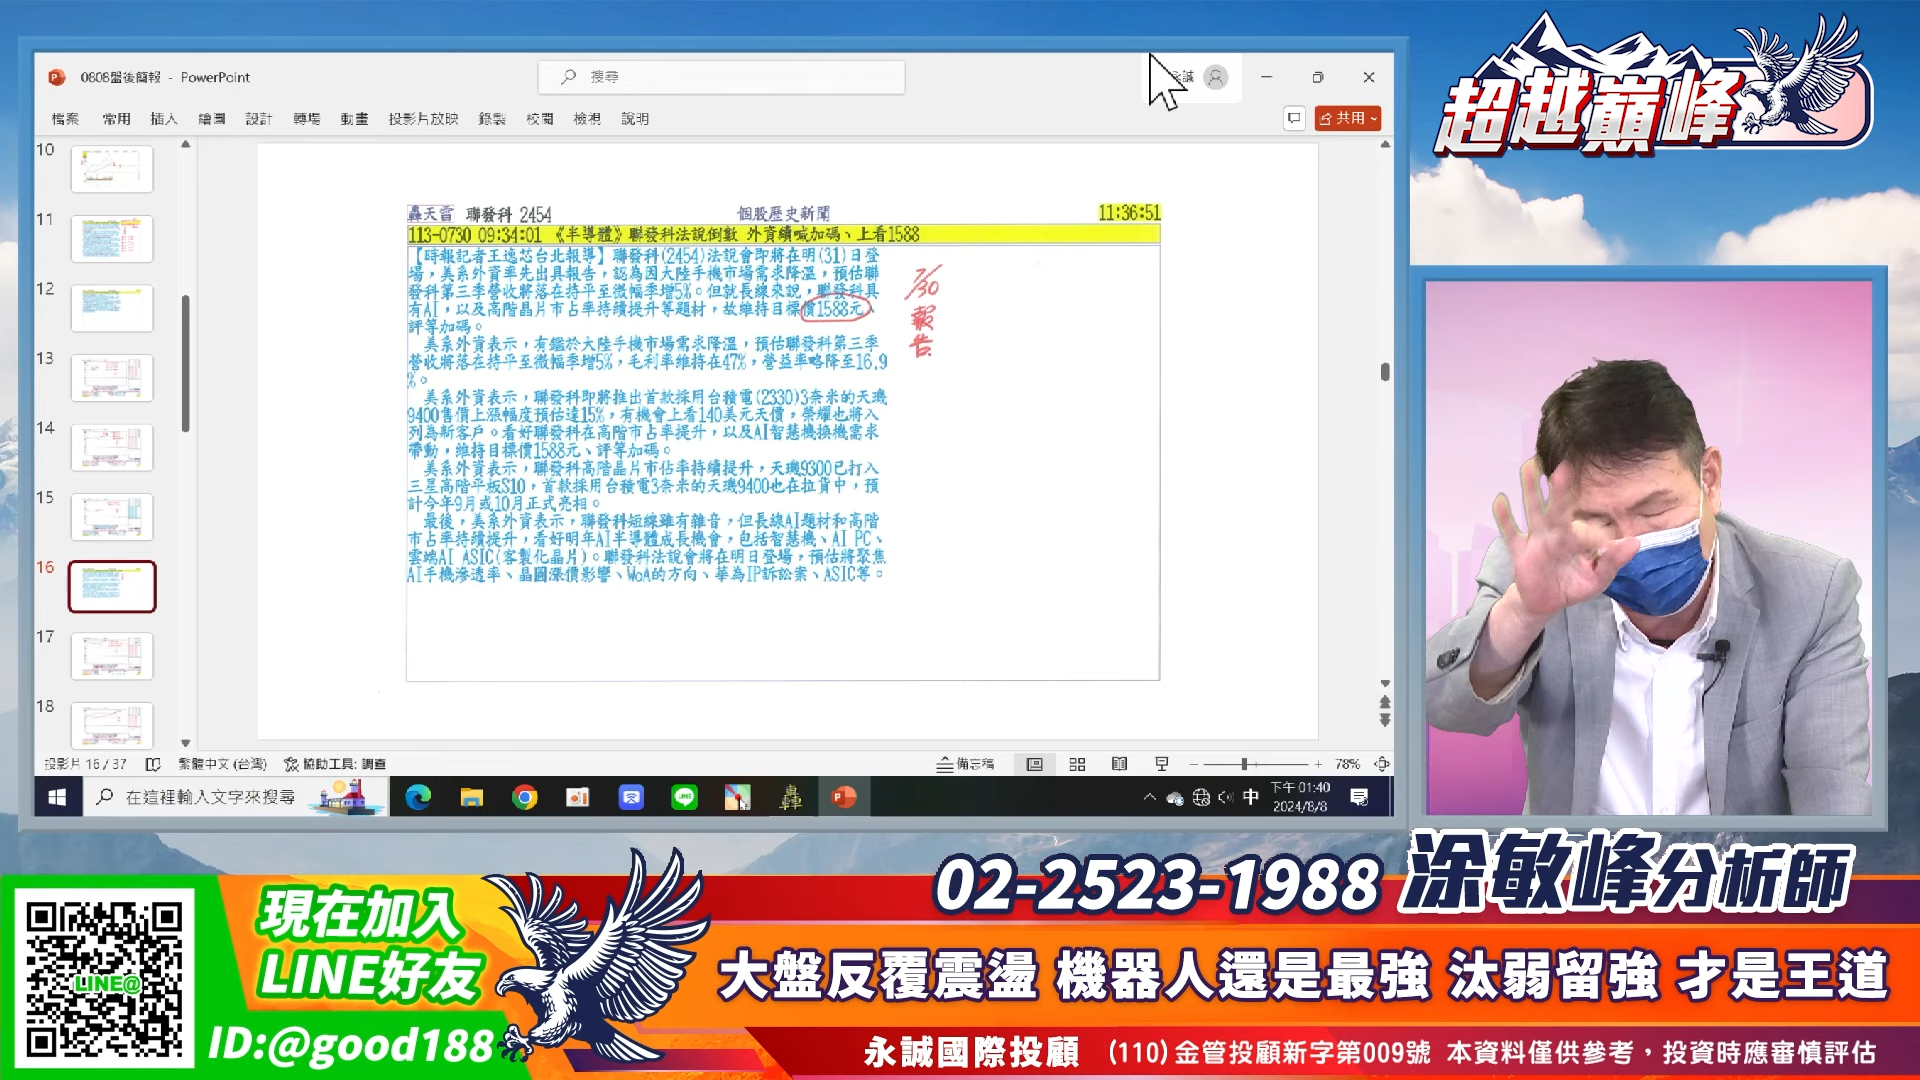 0808盤後簡報 - PowerPoint
搜尋
誠
檔案 常用 插入 繪圖 設計 轉場 動畫 投影片放映 錄製 校閱 檢視 說明
共用
超越巔峰
10
11
12
13
14
15
16
17
18
轟天雷 聯發科 2454 個股歷史新聞 11:36:51
113-0730 09:34:01 《半導體》聯發科法說倒數 外資續喊加碼、上看1588
【時報記者王逸芯台北報導】聯發科(2454)法說會即將在明(31)日登
場，美系外資率先出具報告，認為因大陸手機市場需求降溫，預估聯
發科第三季營收將落在持平至微幅季增5%。但就長線來說，聯發科具
有AI，以及高階晶片市占率持續提升等題材，故維持目標價1588元、
評等加碼。
美系外資表示，有鑑於大陸手機市場需求降溫，預估聯發科第三季
營收將落在持平至微幅季增5%，毛利率維持在47%，營益率略降至16.9
%。
美系外資表示，聯發科即將推出首款採用台積電(2330)3奈米的天璣
9400售價上漲幅度預估達15%，有機會上看140美元天價，榮耀也將入
列為新客戶。看好聯發科在高階市占率提升，以及AI智慧機換機需求
帶動，維持目標價1588元、評等加碼。
美系外資表示，聯發科高階晶片市佔率持續提升，天璣9300已打入
三星高階平板S10，首款採用台積電3奈米的天璣9400也在拉貨中，預
計今年9月或10月正式亮相。
最後，美系外資表示，聯發科短線雖有雜音，但長線AI題材和高階
市占率持續提升，看好明年AI半導體成長機會，包括智慧機、AI PC、
雲端AI ASIC(客製化晶片)。聯發科法說會將在明日登場，預估將聚焦
AI手機滲透率、晶圓漲價影響、WoA的方向、華為IP訴訟案、ASIC等。
7/30
報
告
投影片 16 / 37 繁體中文 (台灣) 協助工具: 調查 備忘稿 78%
在這裡輸入文字來搜尋
轟
中
下午 01:40
2024/8/8
02-2523-1988 涂敏峰分析師
現在加入
LINE好友
LINE@
ID:@good188
大盤反覆震盪 機器人還是最強 汰弱留強 才是王道
永誠國際投顧 (110)金管投顧新字第009號 本資料僅供參考，投資時應審慎評估